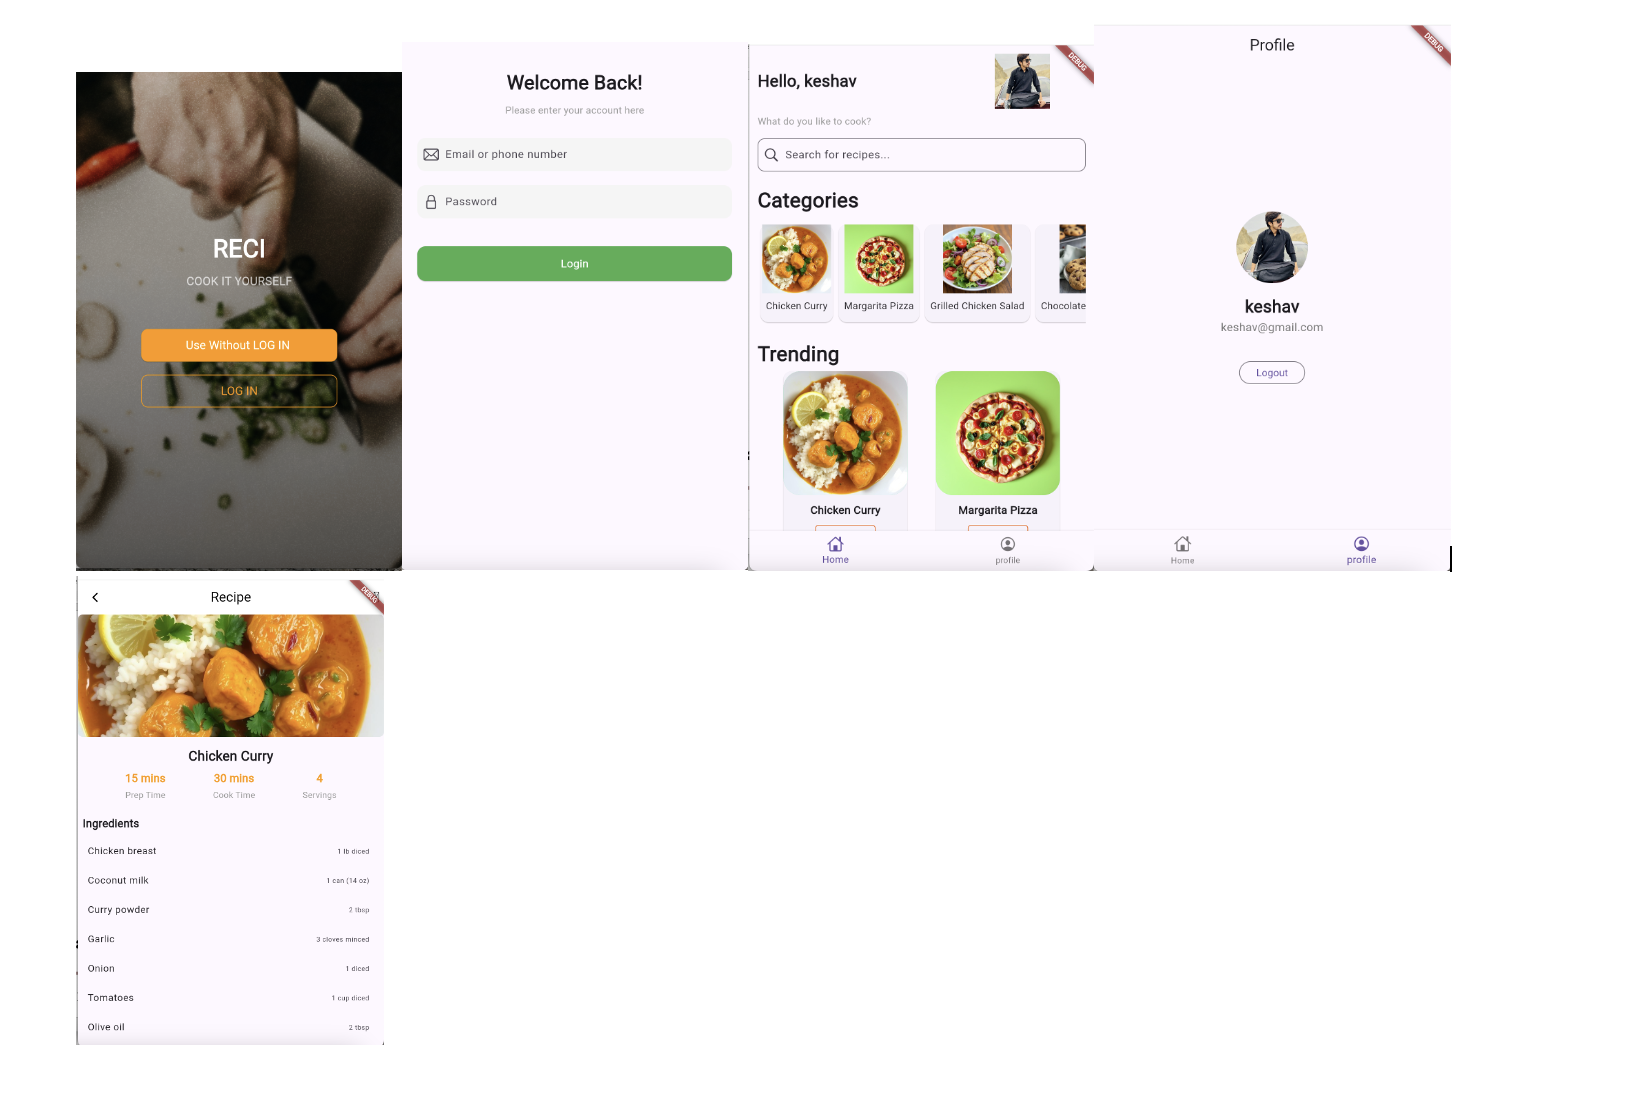 RECI
COOK IT YOURSELF
Use Without LOG IN
LOG IN
Welcome Back!
Please enter your account here
Email or phone number
Password
Login
DEBUG
Hello, keshav
What do you like to cook?
Search for recipes...
Categories
Chicken Curry
Margarita Pizza
Grilled Chicken Salad
Chocolate
Trending
Chicken Curry
Margarita Pizza
Home
profile
DEBUG
Profile
keshav
keshav@gmail.com
Logout
Home
profile
DEBUG
Recipe
Chicken Curry
15 mins
30 mins
4
Prep Time
Cook Time
Servings
Ingredients
Chicken breast 1 lb diced
Coconut milk 1 can (14 oz)
Curry powder 2 tbsp
Garlic 3 cloves minced
Onion 1 diced
Tomatoes 1 cup diced
Olive oil 2 tbsp